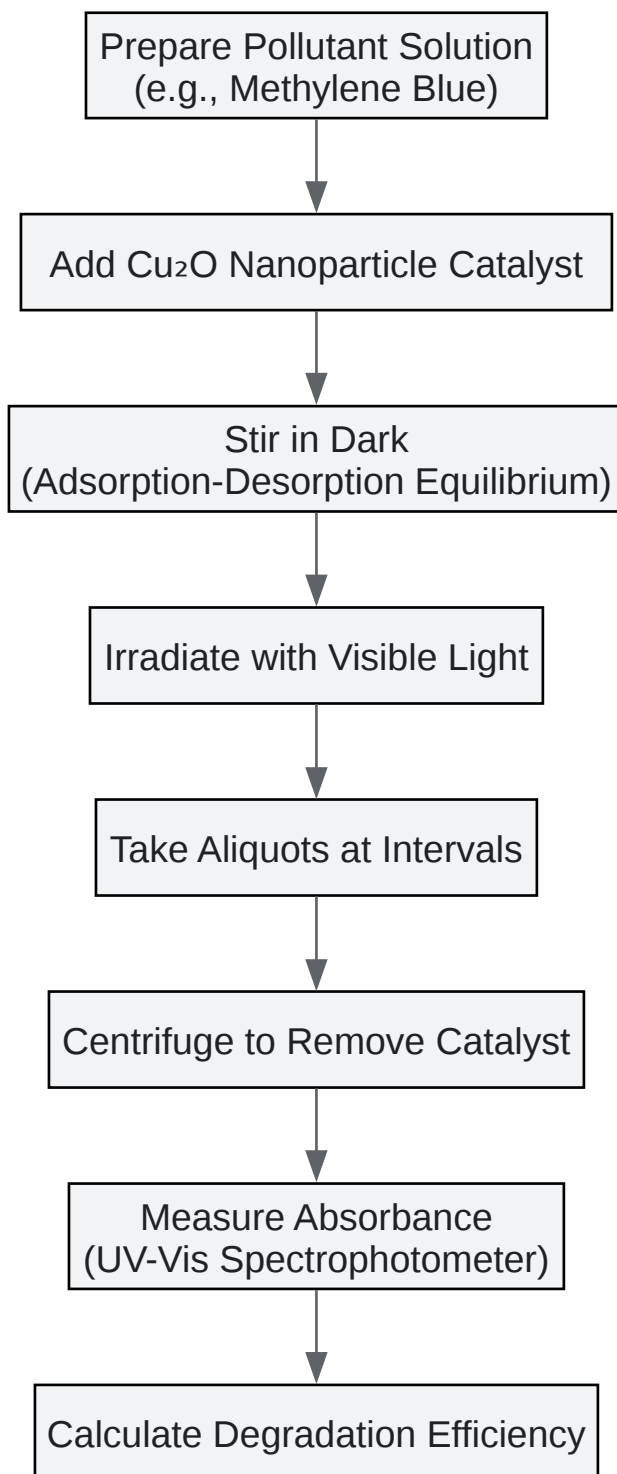 Prepare Pollutant Solution
(e.g., Methylene Blue)
Add Cu₂O Nanoparticle Catalyst
Stir in Dark
(Adsorption-Desorption Equilibrium)
Irradiate with Visible Light
Take Aliquots at Intervals
Centrifuge to Remove Catalyst
Measure Absorbance
(UV-Vis Spectrophotometer)
Calculate Degradation Efficiency